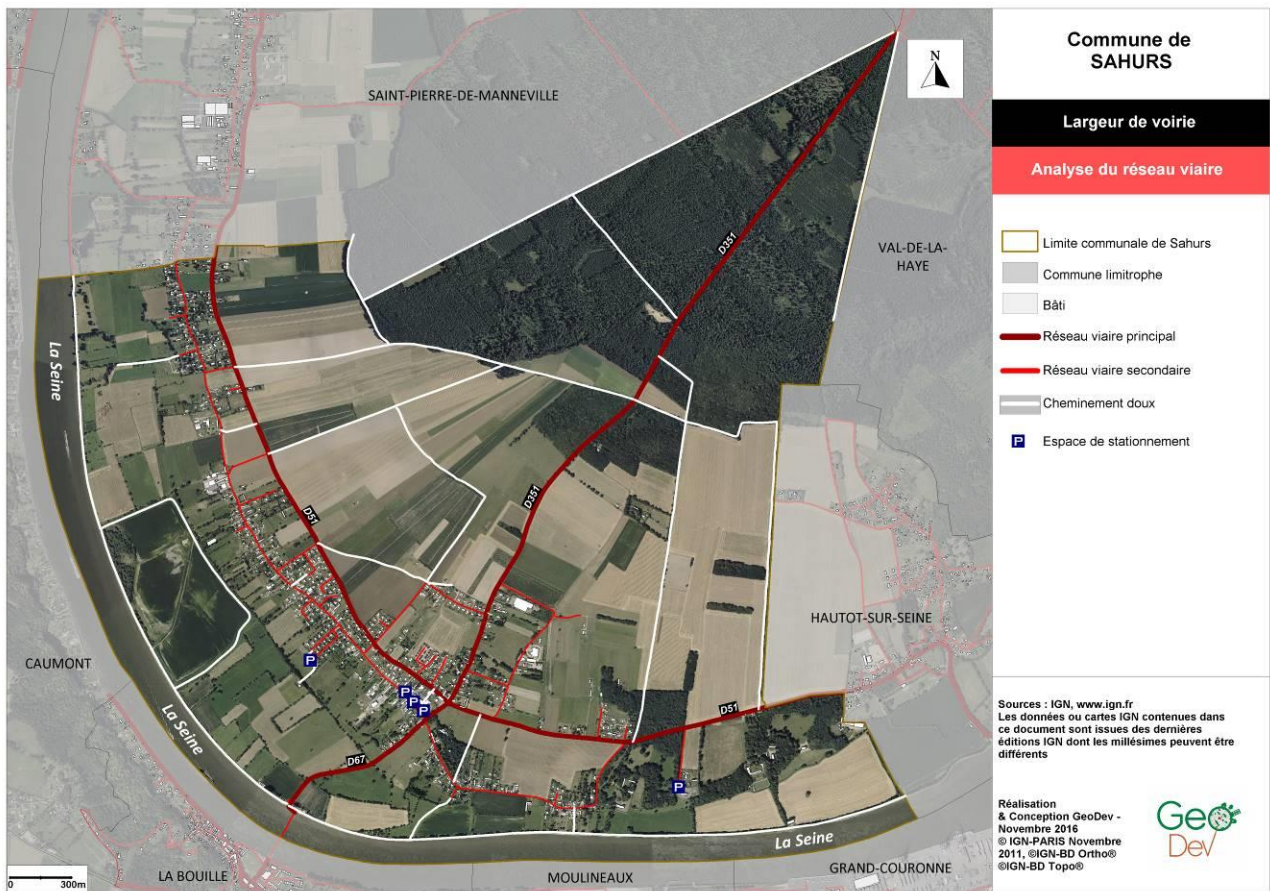 Commune de
SAHURS
Largeur de voirie
Analyse du réseau viaire
Limite communale de Sahurs
Commune limitrophe
Bâti
Réseau viaire principal
Réseau viaire secondaire
Cheminement doux
P Espace de stationnement
Sources : IGN, www.ign.fr
Les données ou cartes IGN contenues dans
ce document sont issues des dernières
éditions IGN dont les millésimes peuvent être
différents
Réalisation
& Conception GeoDev -
Novembre 2016
© IGN-PARIS Novembre
2011, ©IGN-BD Ortho®
©IGN-BD Topo®
Geo
Dev
N
SAINT-PIERRE-DE-MANNEVILLE
VAL-DE-LA-
HAYE
D351
La Seine
D351
D51
HAUTOT-SUR-SEINE
CAUMONT
P
P
P
P
La Seine
D51
D67
P
La Seine
LA BOUILLE
MOULINEAUX
GRAND-COURONNE
0 300m